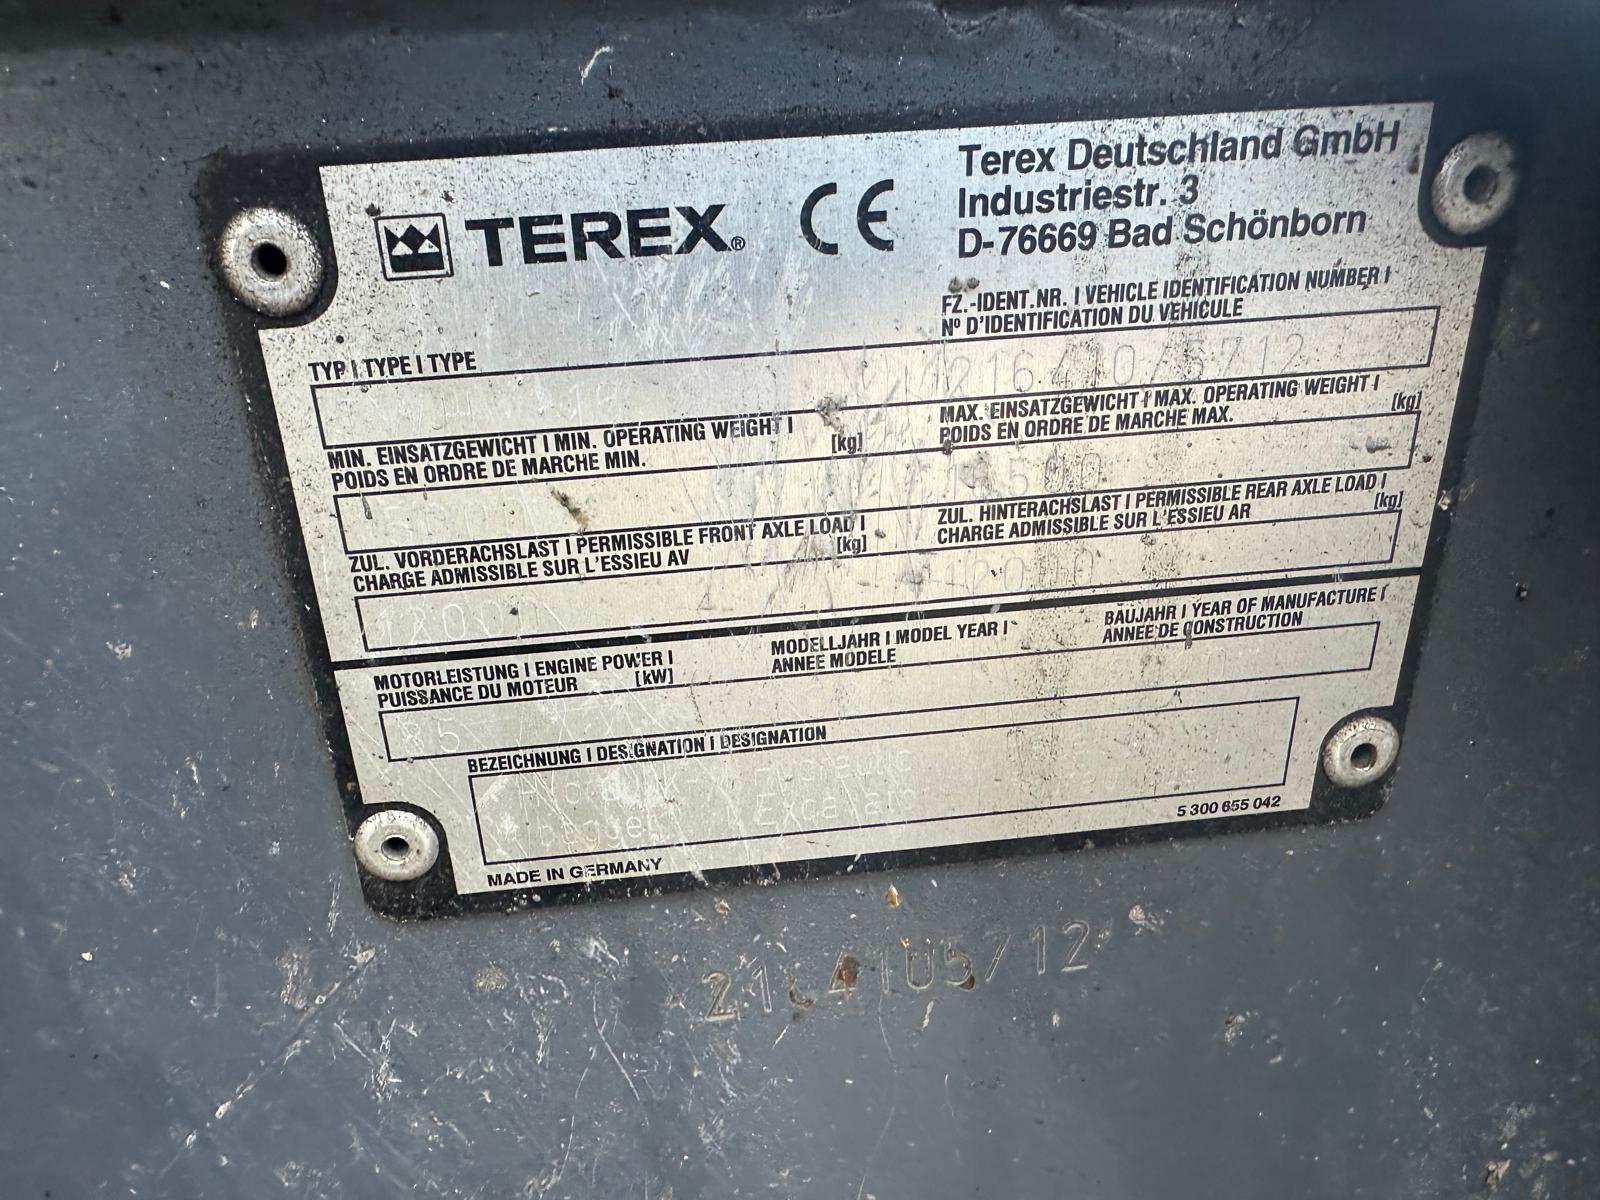 TEREX®
CE
Terex Deutschland GmbH
Industriestr. 3
D-76669 Bad Schönborn
FZ.-IDENT.NR. I VEHICLE IDENTIFICATION NUMBER I
Nº D'IDENTIFICATION DU VÉHICULE
TYP I TYPE I TYPE
MIN. EINSATZGEWICHT I MIN. OPERATING WEIGHT I
POIDS EN ORDRE DE MARCHE MIN. [kg]
MAX. EINSATZGEWICHT I MAX. OPERATING WEIGHT I
POIDS EN ORDRE DE MARCHE MAX. [kg]
ZUL. VORDERACHSLAST I PERMISSIBLE FRONT AXLE LOAD I
CHARGE ADMISSIBLE SUR L'ESSIEU AV [kg]
12000
ZUL. HINTERACHSLAST I PERMISSIBLE REAR AXLE LOAD I
CHARGE ADMISSIBLE SUR L'ESSIEU AR [kg]
MOTORLEISTUNG I ENGINE POWER I
PUISSANCE DU MOTEUR [kW]
85
MODELLJAHR I MODEL YEAR I
ANNEE MODELE
BAUJAHR I YEAR OF MANUFACTURE I
ANNEE DE CONSTRUCTION
BEZEICHNUNG I DESIGNATION I DESIGNATION
5 300 655 042
MADE IN GERMANY